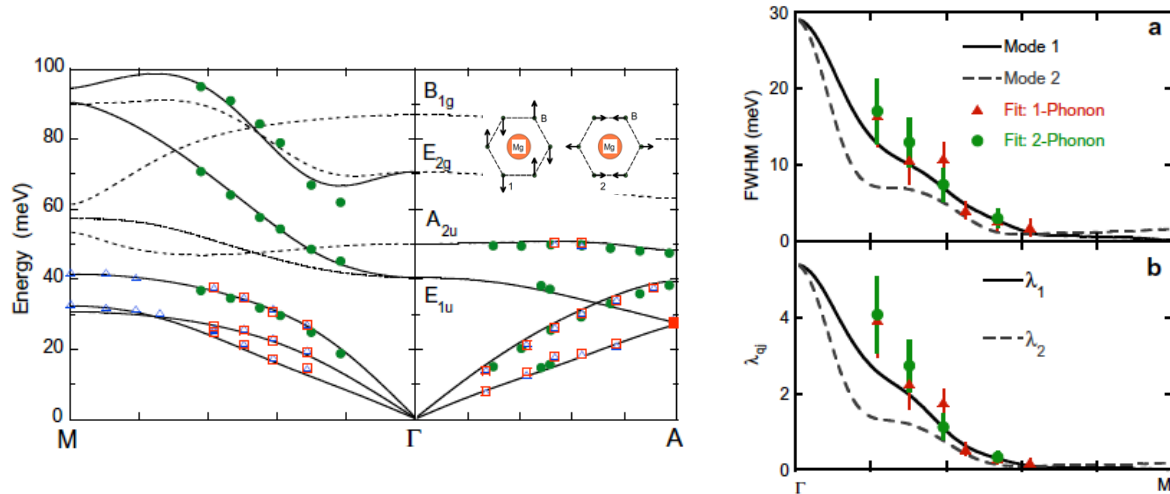 100
80
60
40
20
0
Energy (meV)
M
Γ
A
B1g
E2g
A2u
E1u
B
Mg
1
B
Mg
2
30
20
10
0
FWHM (meV)
a
Mode 1
Mode 2
Fit: 1-Phonon
Fit: 2-Phonon
4
2
0
λqj
b
λ1
λ2
Γ
M